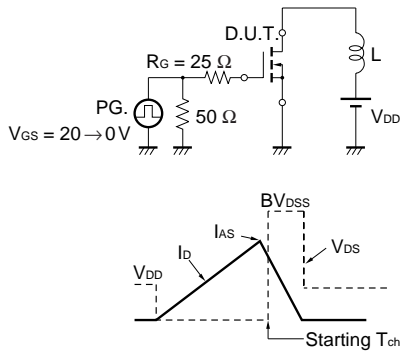 D.U.T.
RG = 25 Ω
L
PG.
50 Ω
VDD
VGS = 20 → 0 V
BVDSS
IAS
ID
VDS
VDD
Starting Tch